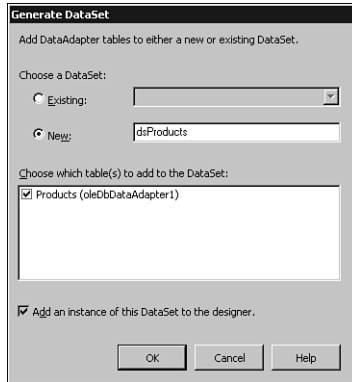 Generate DataSet
Add DataAdapter tables to either a new or existing DataSet.
Choose a DataSet:
Existing:
New:
dsProducts
Choose which table(s) to add to the DataSet:
Products (oleDbDataAdapter1)
Add an instance of this DataSet to the designer.
OK
Cancel
Help